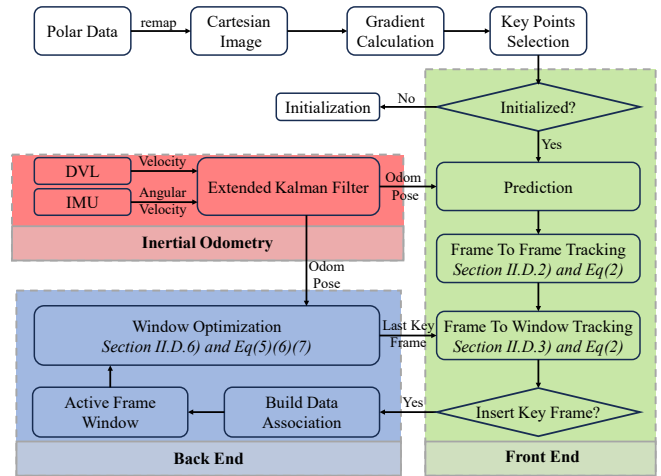 Polar Data
remap
Cartesian
Image
Gradient
Calculation
Key Points
Selection
Initialization
No
Initialized?
Yes
DVL
Velocity
IMU
Angular
Velocity
Extended Kalman Filter
Odom
Pose
Prediction
Inertial Odometry
Odom
Pose
Frame To Frame Tracking
Section II.D.2) and Eq(2)
Window Optimization
Section II.D.6) and Eq(5)(6)(7)
Last Key
Frame
Frame To Window Tracking
Section II.D.3) and Eq(2)
Active Frame
Window
Build Data
Association
Yes
Insert Key Frame?
Back End
Front End